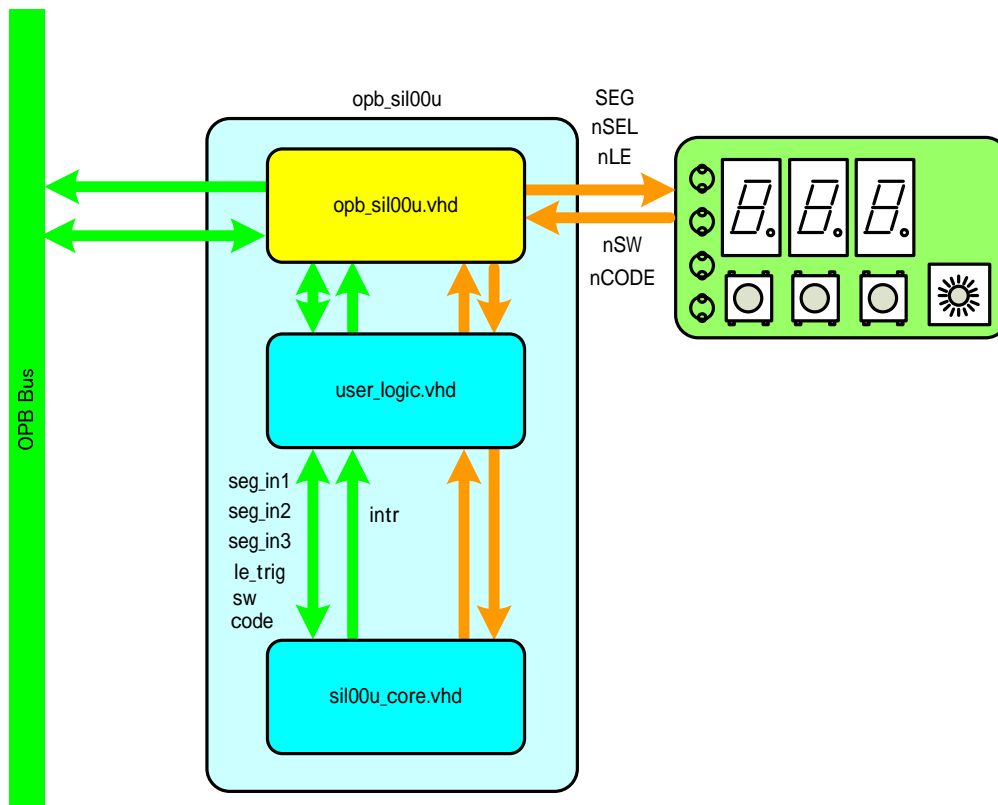 opb_sil00u
SEG
nSEL
nLE
opb_sil00u.vhd
nSW
nCODE
user_logic.vhd
OPB Bus
seg_in1
seg_in2
seg_in3
le_trig
sw
code
intr
sil00u_core.vhd